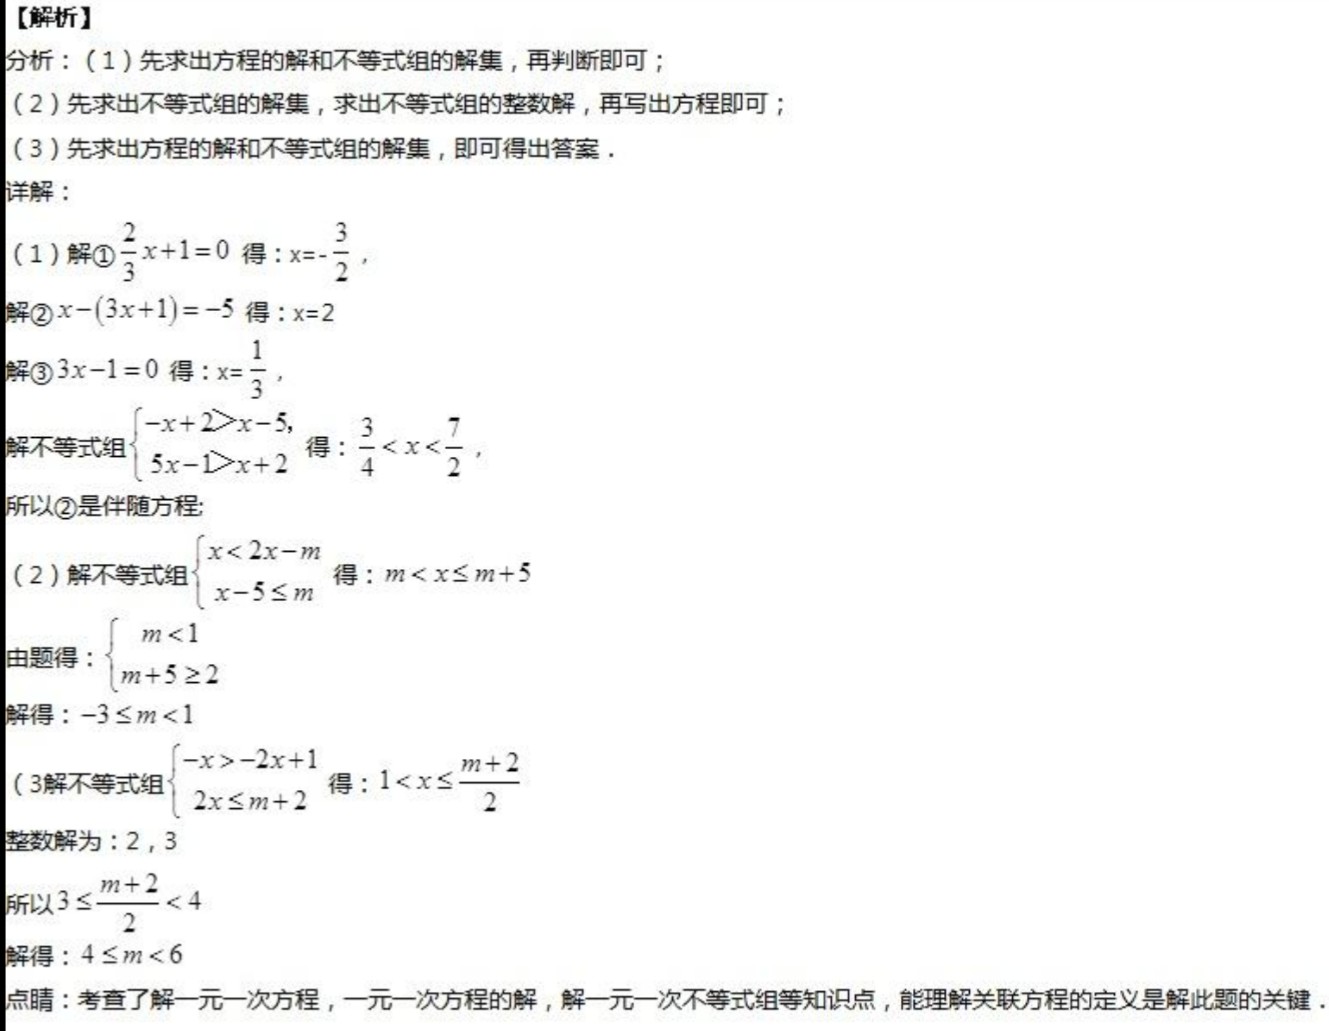 【解析】
分析：（1）先求出方程的解和不等式组的解集，再判断即可；
（2）先求出不等式组的解集，求出不等式组的整数解，再写出方程即可；
（3）先求出方程的解和不等式组的解集，即可得出答案．
详解：
（1）解①$\frac{2}{3}x+1=0$ 得：x=-$\frac{3}{2}$，
解②$x-(3x+1)=-5$ 得：x=2
解③$3x-1=0$ 得：x=$\frac{1}{3}$，
解不等式组$\begin{cases}-x+2>x-5,\\5x-1>x+2\end{cases}$ 得：$\frac{3}{4}<x<\frac{7}{2}$，
所以②是伴随方程;
（2）解不等式组$\begin{cases}x<2x-m\\x-5\leq m\end{cases}$ 得：$m<x\leq m+5$
由题得：$\begin{cases}m<1\\m+5\geq 2\end{cases}$
解得：$-3\leq m<1$
（3解不等式组$\begin{cases}-x>-2x+1\\2x\leq m+2\end{cases}$ 得：$1<x\leq\frac{m+2}{2}$
整数解为：2，3
所以$3\leq\frac{m+2}{2}<4$
解得：$4\leq m<6$
点睛：考查了解一元一次方程，一元一次方程的解，解一元一次不等式组等知识点，能理解关联方程的定义是解此题的关键．